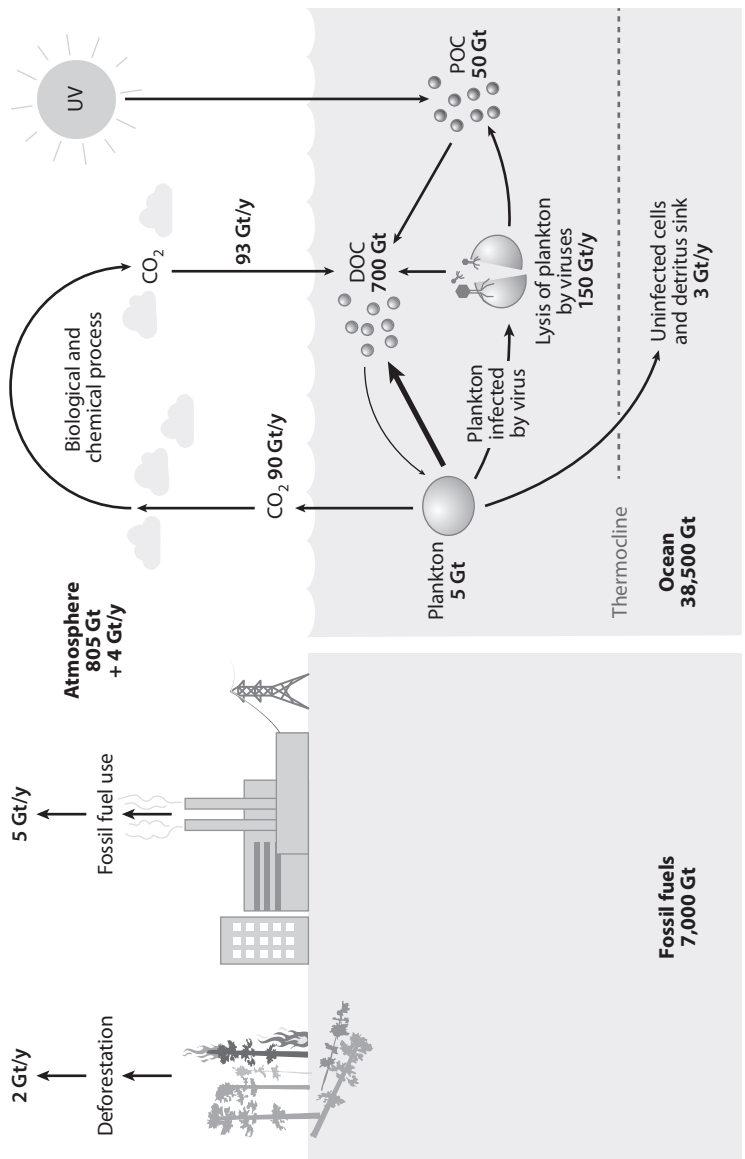 2 Gt/y
Deforestation
5 Gt/y
Fossil fuel use
Atmosphere
805 Gt
+ 4 Gt/y
Biological and
chemical process
CO₂ 90 Gt/y
CO₂
93 Gt/y
UV
Fossil fuels
7,000 Gt
Plankton
5 Gt
DOC
700 Gt
POC
50 Gt
Plankton
infected
by virus
Lysis of plankton
by viruses
150 Gt/y
Thermocline
Ocean
38,500 Gt
Uninfected cells
and detritus sink
3 Gt/y